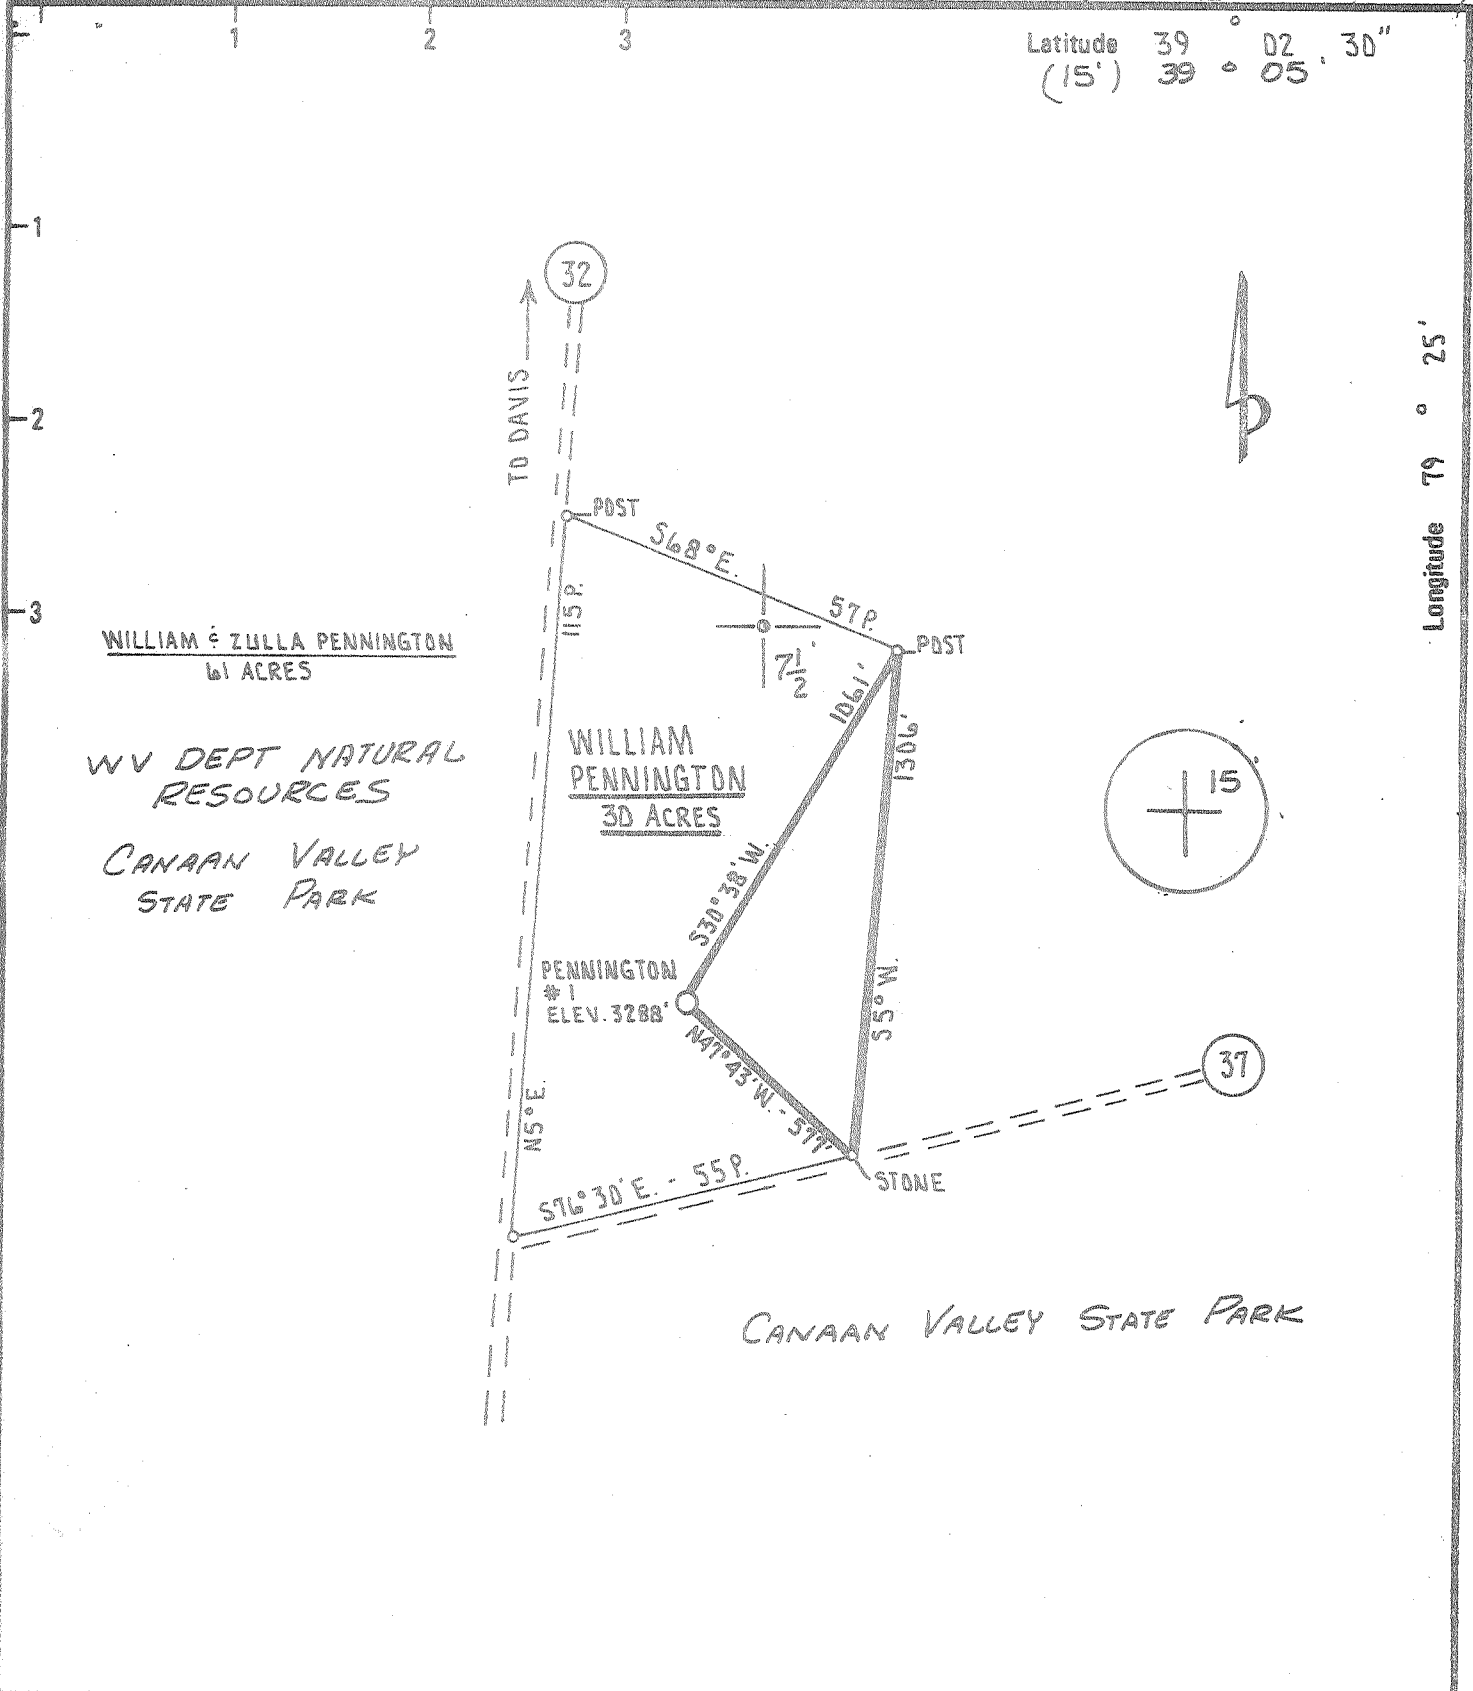 1 2 3
Latitude 39 ° 02 ' 30"
(15') 39 ° 05'
1
2
3
Longitude 79 ° 25'
32
TO DAVIS
POST
S68°E.
57P.
POST
115P.
7 1/2'
WILLIAM & ZULLA PENNINGTON
61 ACRES
WV DEPT NATURAL
RESOURCES
CANAAN VALLEY
STATE PARK
WILLIAM
PENNINGTON
30 ACRES
1061'
1306'
15
S30°38'W.
PENNINGTON
#1
ELEV. 3288'
S5°W.
N47°43'W. - 577'
37
N5°E.
S76°30'E. - 55P.
STONE
CANAAN VALLEY STATE PARK